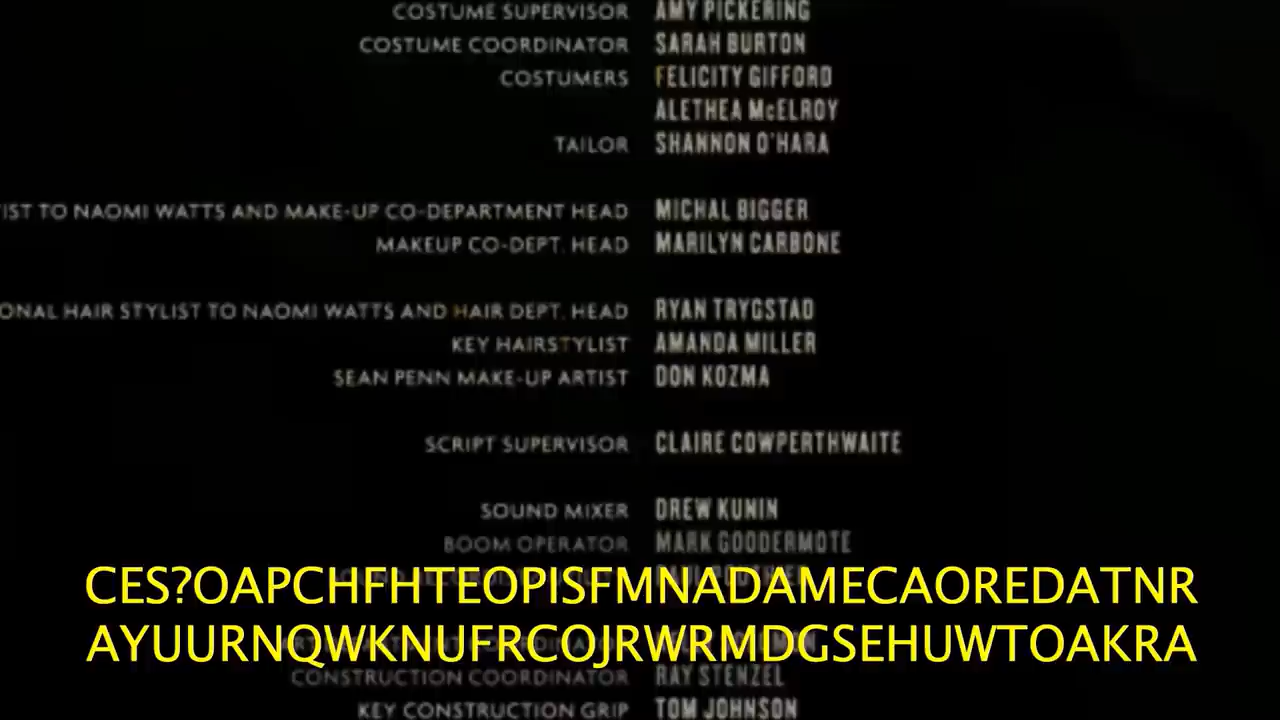 COSTUME SUPERVISOR AMY PICKERING
COSTUME COORDINATOR SARAH BURTON
COSTUMERS FELICITY GIFFORD
ALETHEA McELROY
TAILOR SHANNON O'HARA
TO NAOMI WATTS AND MAKE-UP CO-DEPARTMENT HEAD MICHAL BIGGER
MAKEUP CO-DEPT. HEAD MARILYN CARBONE
HAIR STYLIST TO NAOMI WATTS AND HAIR DEPT. HEAD RYAN TRYGSTAD
KEY HAIRSTYLIST AMANDA MILLER
SEAN PENN MAKE-UP ARTIST DON KOZMA
SCRIPT SUPERVISOR CLAIRE COWPERTHWAITE
SOUND MIXER DREW KUNIN
BOOM OPERATOR MARK GOODERMOTE
CES?OAPCHFHTEOPISFMNADAMECAOREDATNR
AYUURNQWKNUFRCOJRWRMDGSEHUWTOAKRA
CONSTRUCTION COORDINATOR RAY STENZEL
KEY CONSTRUCTION GRIP TOM JOHNSON